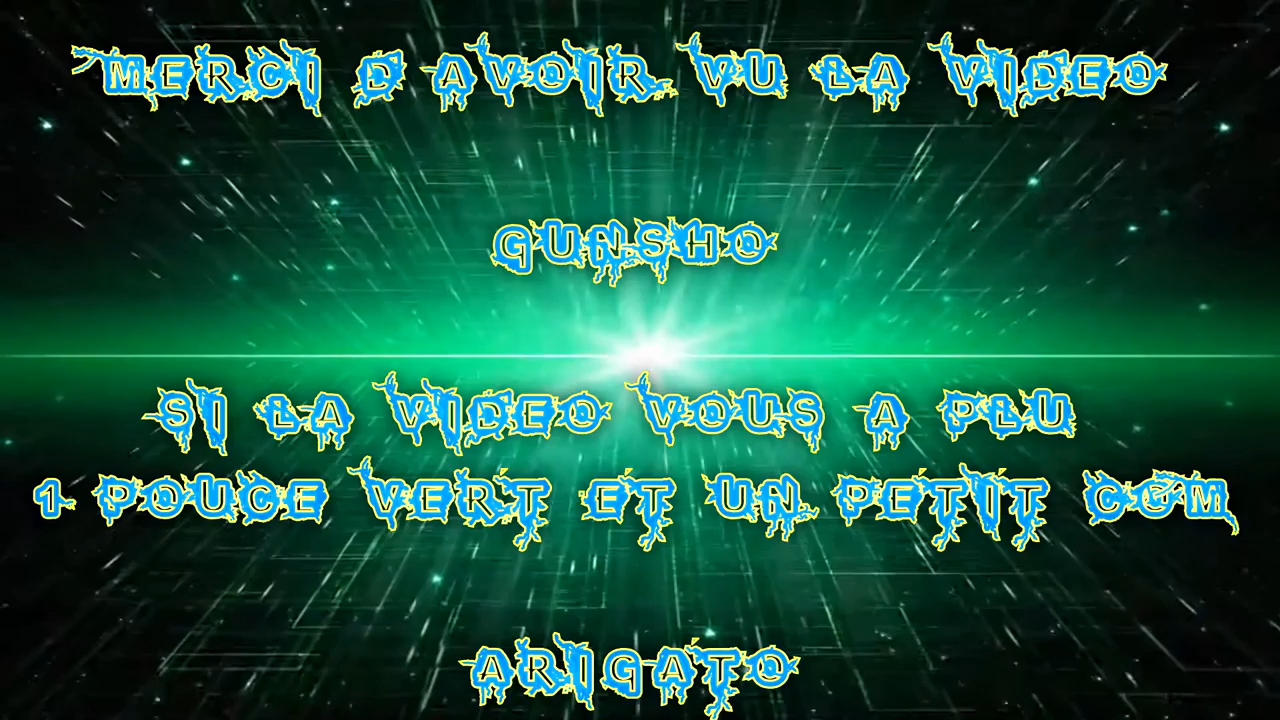 MERCI D AVOIR VU LA VIDEO
GUNSHO
SI LA VIDEO VOUS A PLU
1 POUCE VERT ET UN PETIT COM
ARIGATO